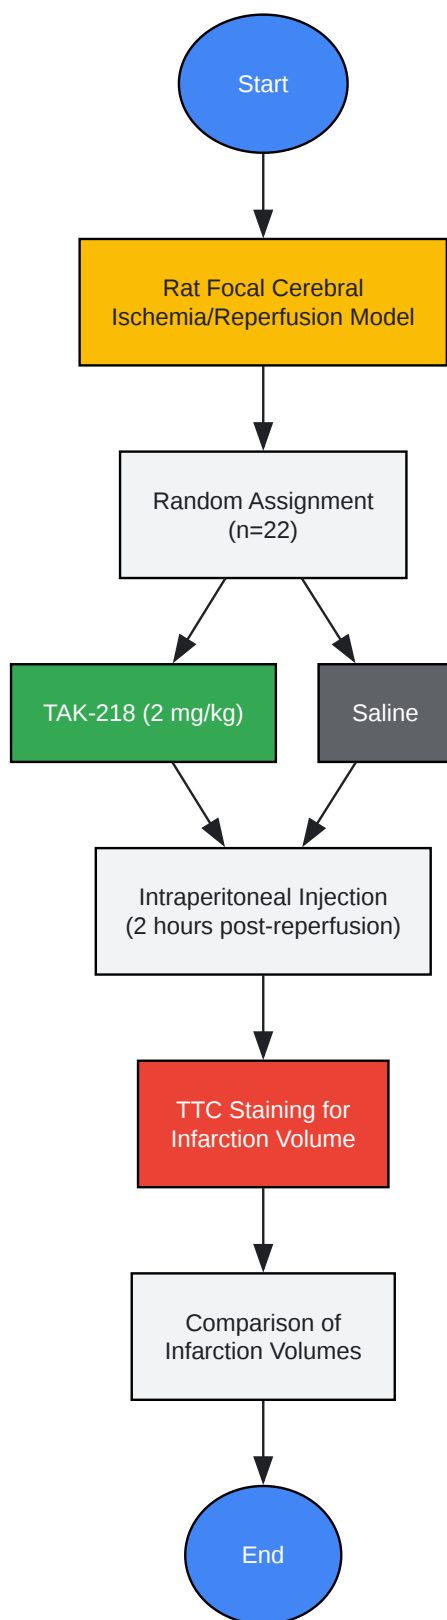 Start
Rat Focal Cerebral
Ischemia/Reperfusion Model
Random Assignment
(n=22)
TAK-218 (2 mg/kg)
Saline
Intraperitoneal Injection
(2 hours post-reperfusion)
TTC Staining for
Infarction Volume
Comparison of
Infarction Volumes
End